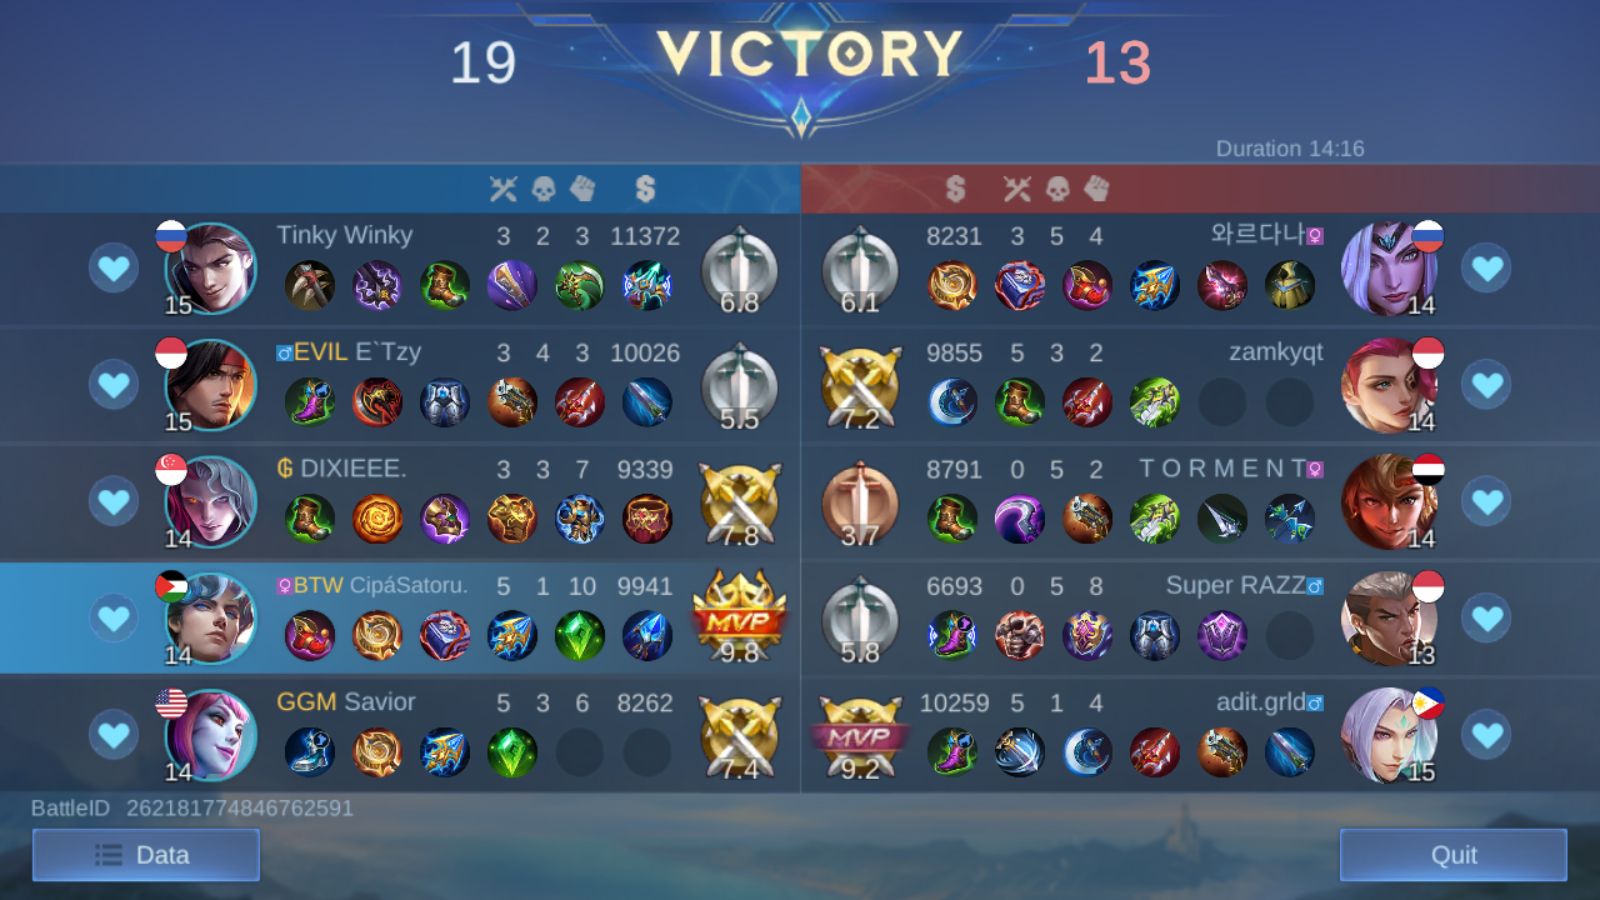 19 VICTORY 13
Duration 14:16
Tinky Winky 3 2 3 11372
15 6.8
8231 3 5 4 와르다나
6.1 14
EVIL E`Tzy 3 4 3 10026
15 5.5
9855 5 3 2 zamkyqt
7.2 14
DIXIEEE. 3 3 7 9339
14 7.8
8791 0 5 2 T O R M E N T
3.7 14
BTW CipáSatoru. 5 1 10 9941
MVP
14 9.8
6693 0 5 8 Super RAZZ
5.8 13
GGM Savior 5 3 6 8262
14 7.4
10259 5 1 4 adit.grld
MVP
9.2 15
BattleID 262181774846762591
Data Quit